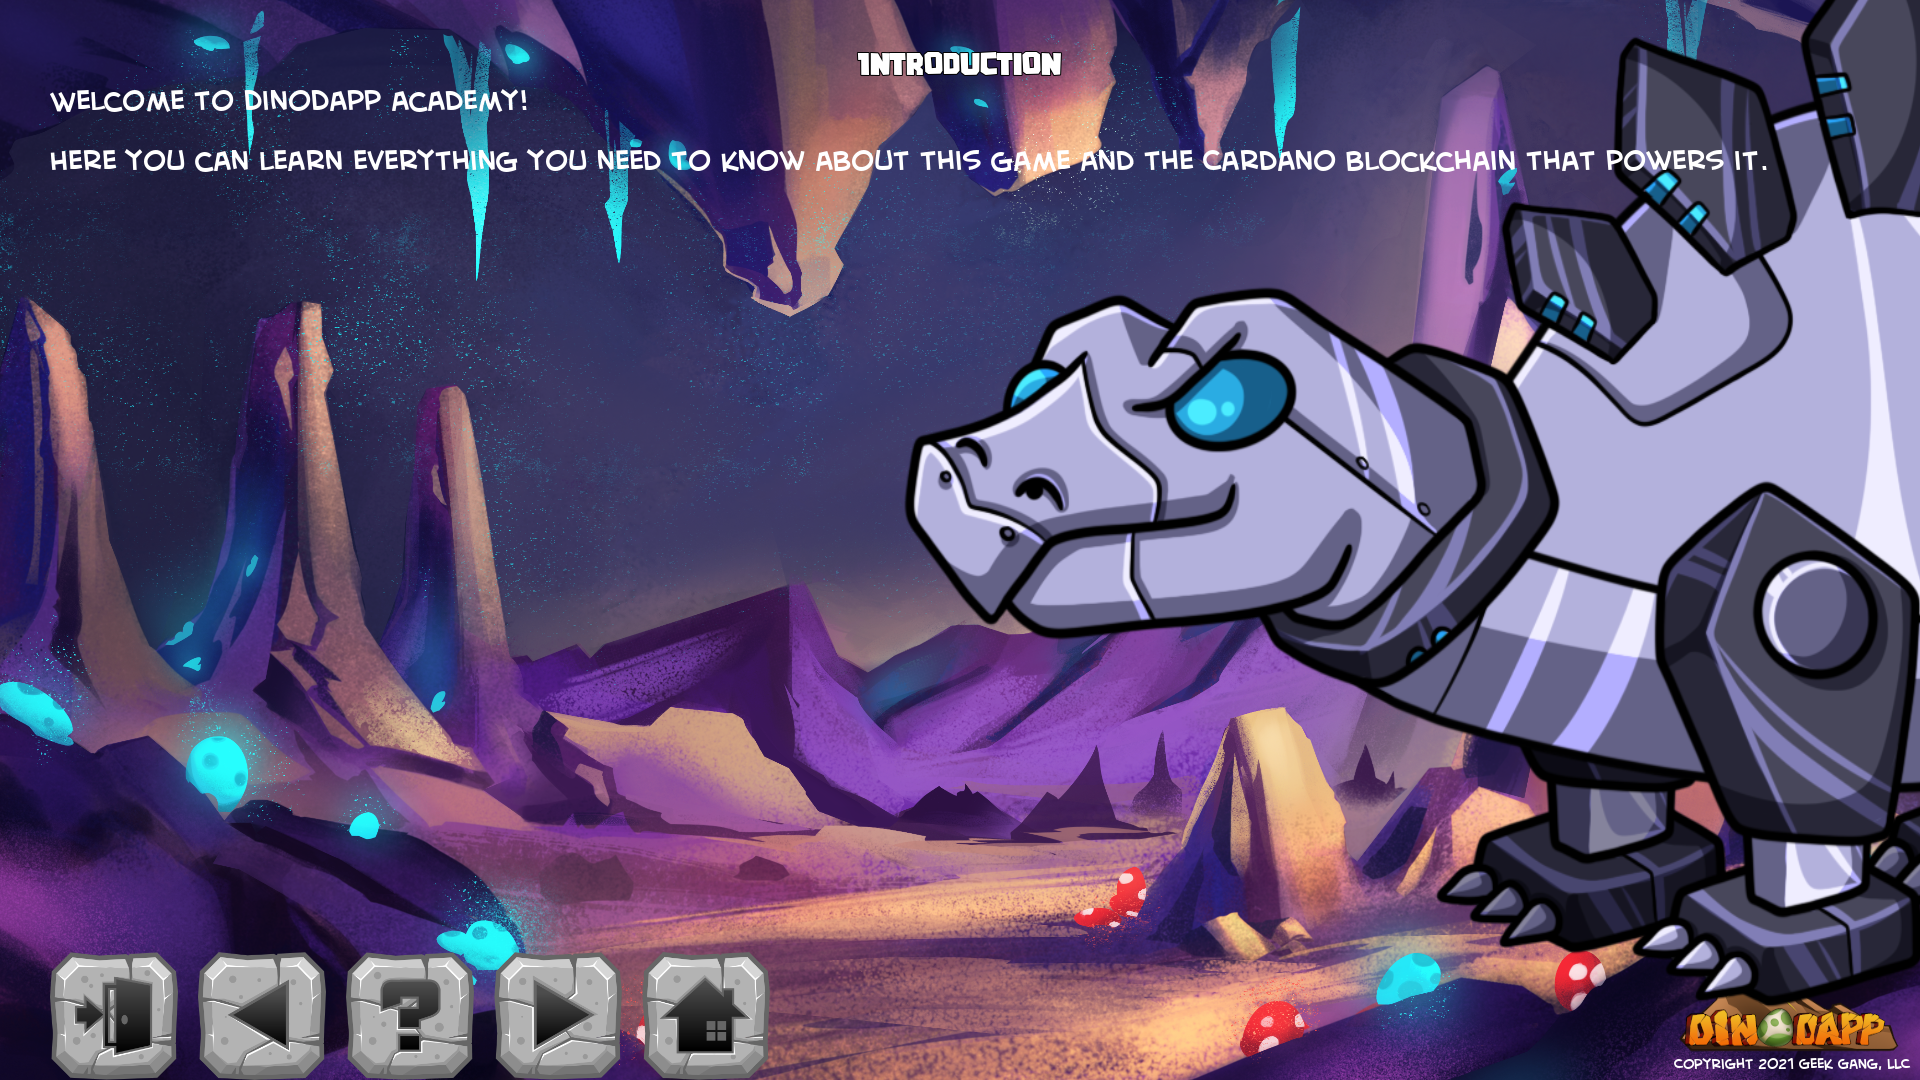 INTRODUCTION
WELCOME TO DINODAPP ACADEMY!
HERE YOU CAN LEARN EVERYTHING YOU NEED TO KNOW ABOUT THIS GAME AND THE CARDANO BLOCKCHAIN THAT POWERS IT.
?
DINODAPP
COPYRIGHT 2021 GEEK GANG, LLC